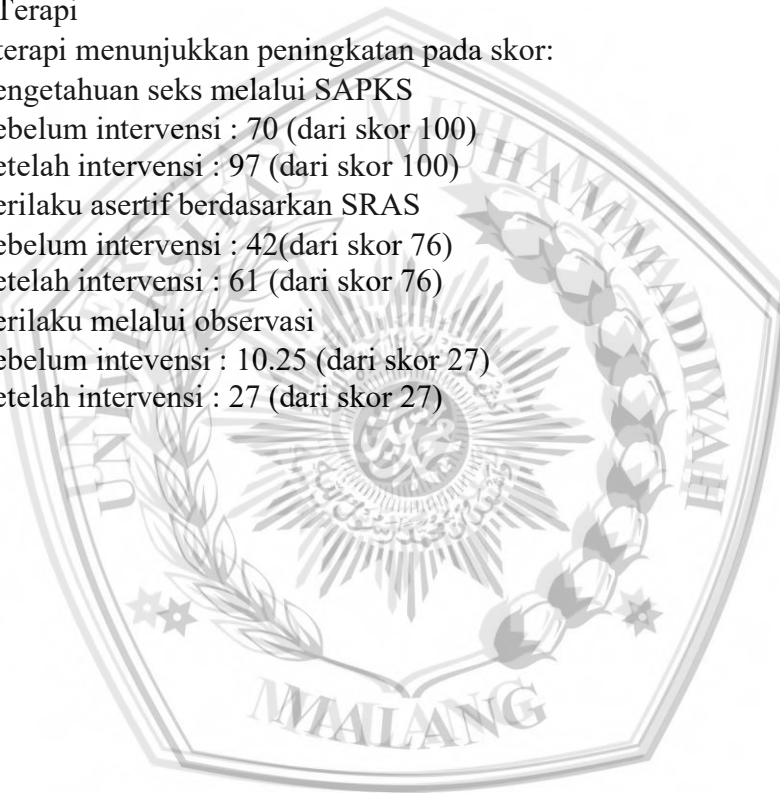 Terapi
terapi menunjukkan peningkatan pada skor:
engetahuan seks melalui SAPKS
ebelum intervensi : 70 (dari skor 100)
etelah intervensi : 97 (dari skor 100)
erilaku asertif berdasarkan SRAS
ebelum intervensi : 42(dari skor 76)
etelah intervensi : 61 (dari skor 76)
erilaku melalui observasi
ebelum intevensi : 10.25 (dari skor 27)
etelah intervensi : 27 (dari skor 27)
UNIVERSITAS MUHAMMADIYAH
MALANG